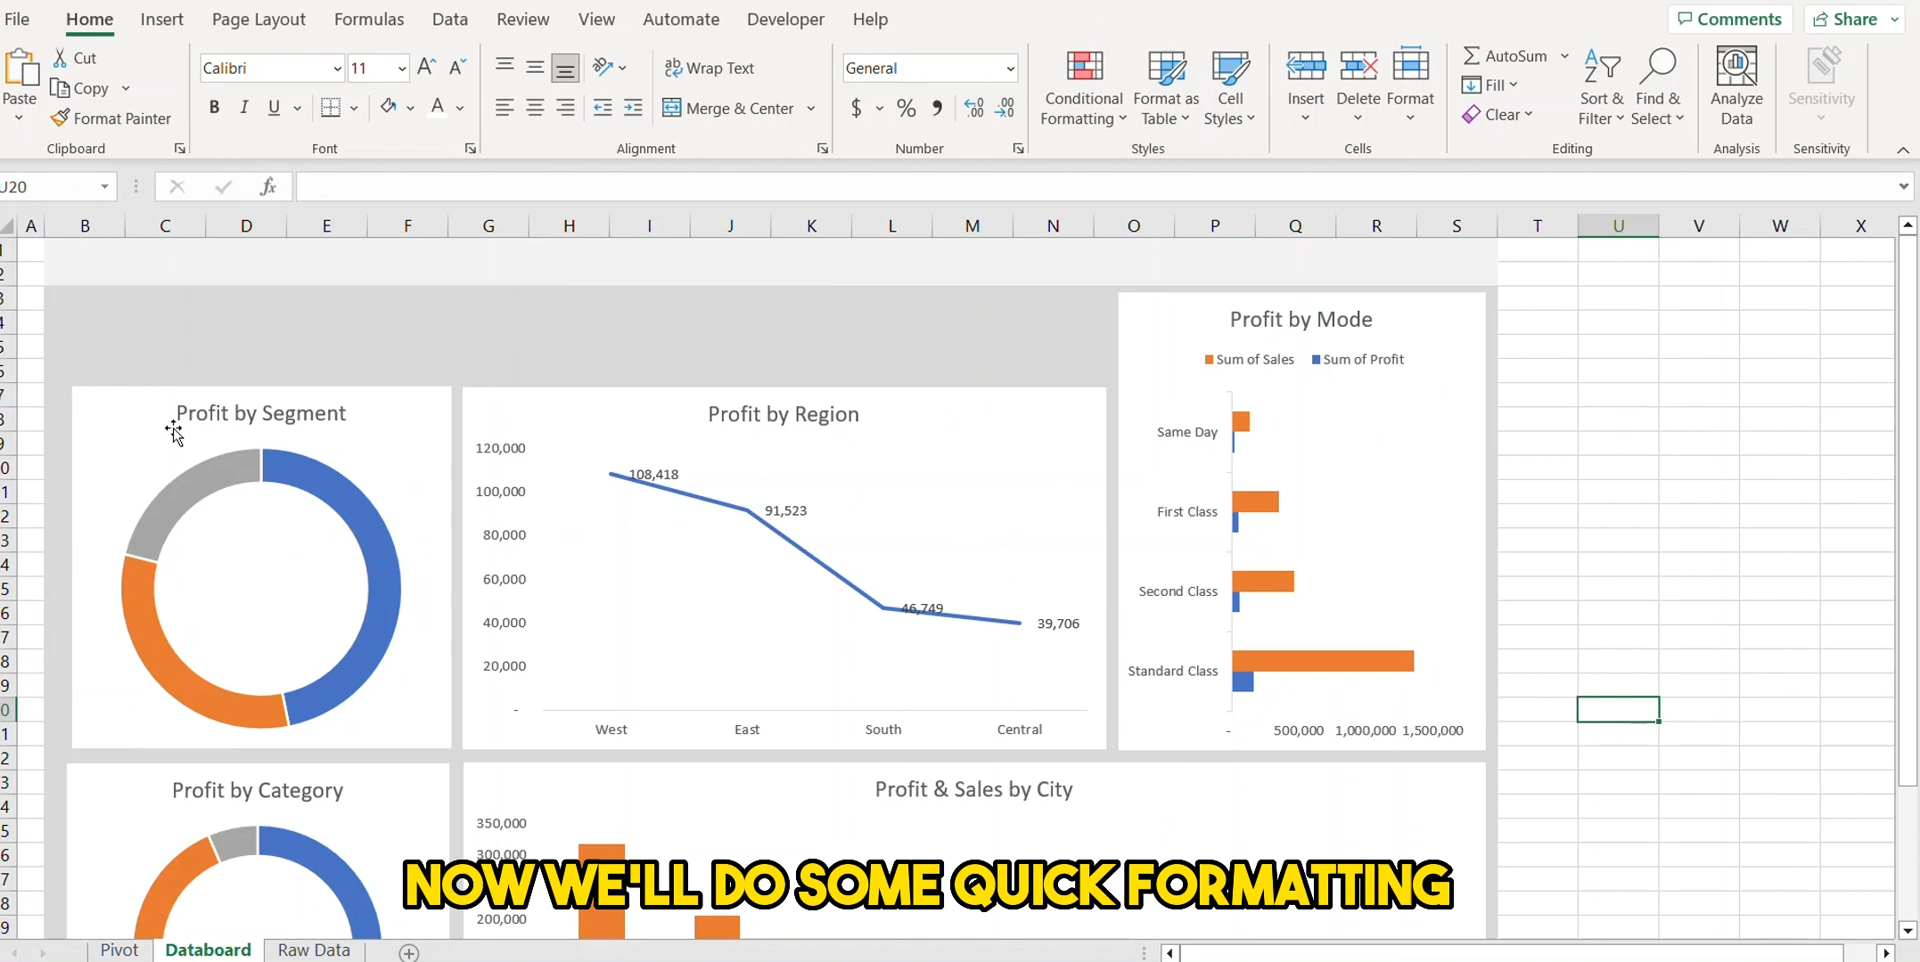 File Home Insert Page Layout Formulas Data Review View Automate Developer Help Comments Share
Paste Cut Copy Format Painter
Clipboard
Calibri 11
B I U A
Font
Wrap Text
Merge & Center
Alignment
General
$ % 9 .00
Number
Conditional Formatting
Format as Table
Cell Styles
Styles
Insert Delete Format
Cells
AutoSum
Fill
Clear
Sort & Filter
Find & Select
Editing
Analyze Data
Analysis
Sensitivity
Sensitivity
U20 fx
A B C D E F G H I J K L M N O P Q R S T U V W X
Profit by Segment
Profit by Region
120,000
100,000
80,000
60,000
40,000
20,000
-
108,418
91,523
46,749
39,706
West East South Central
Profit by Mode
Sum of Sales Sum of Profit
Same Day
First Class
Second Class
Standard Class
- 500,000 1,000,000 1,500,000
Profit by Category
Profit & Sales by City
350,000
300,000
200,000
NOW WE'LL DO SOME QUICK FORMATTING
Pivot Databoard Raw Data